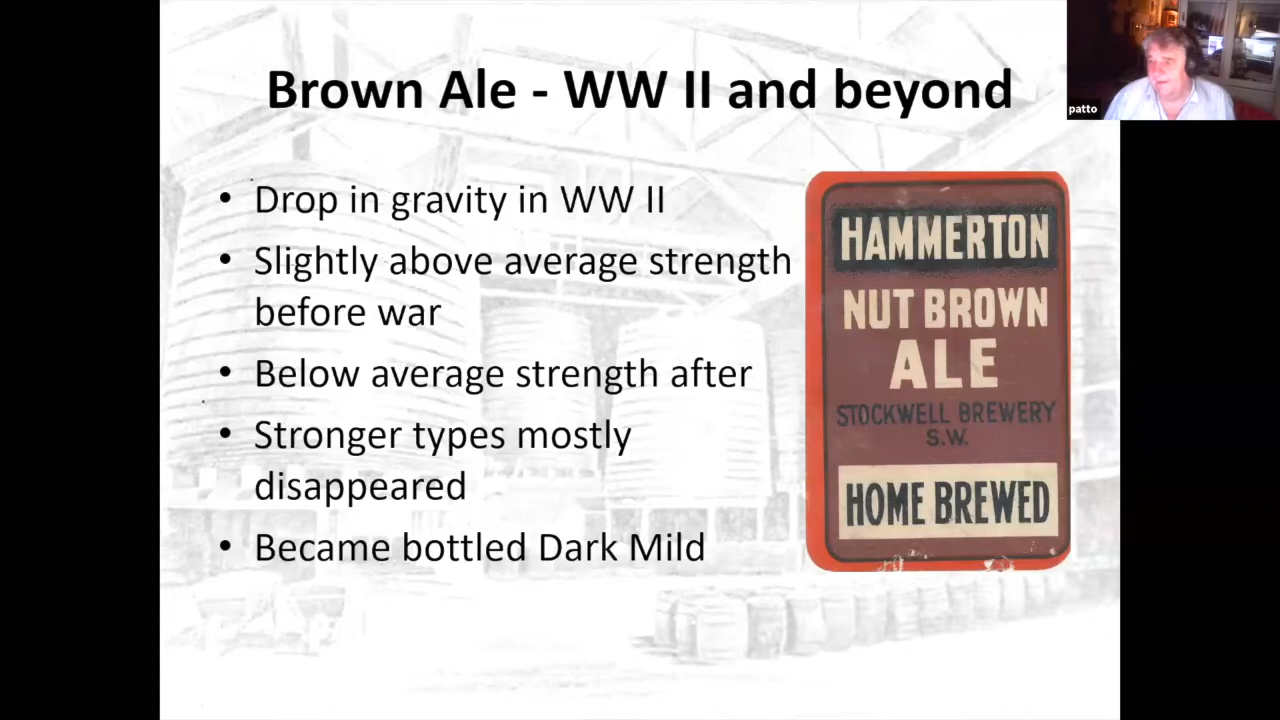 Brown Ale - WW II and beyond
patto
• Drop in gravity in WW II
• Slightly above average strength
before war
• Below average strength after
• Stronger types mostly
disappeared
• Became bottled Dark Mild
HAMMERTON
NUT BROWN
ALE
STOCKWELL BREWERY
S.W.
HOME BREWED